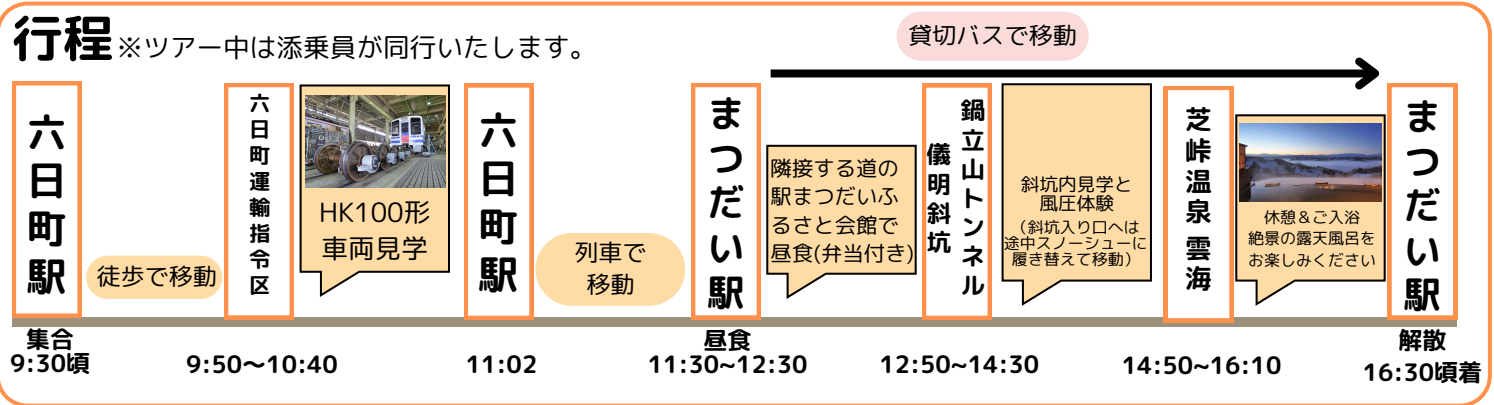 行程※ツアー中は添乗員が同行いたします。
貸切バスで移動
六日町駅
徒歩で移動
六日町運輸指令区
HK100形
車両見学
六日町駅
列車で
移動
まつだい駅
隣接する道の
駅まつだいふ
るさと会館で
昼食(弁当付き)
鍋立山トンネル
儀明斜坑
斜坑内見学と
風圧体験
（斜坑入り口へは
途中スノーシューに
履き替えて移動）
芝峠温泉 雲海
休憩＆ご入浴
絶景の露天風呂を
お楽しみください
まつだい駅
集合
9:30頃
9:50〜10:40
11:02
昼食
11:30~12:30
12:50~14:30
14:50~16:10
解散
16:30頃着